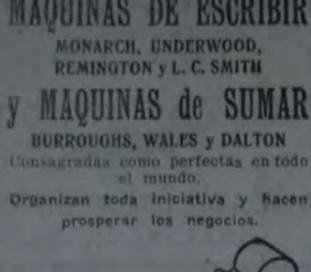 MAQUINAS DE ESCRIBIR
MONARCH, UNDERWOOD,
REMINGTON y L. C. SMITH
y MAQUINAS de SUMAR
BURROUGHS, WALES y DALTON
Consagradas como perfectas en todo
el mundo.
Organizan toda iniciativa y hacen
prosperar los negocios.